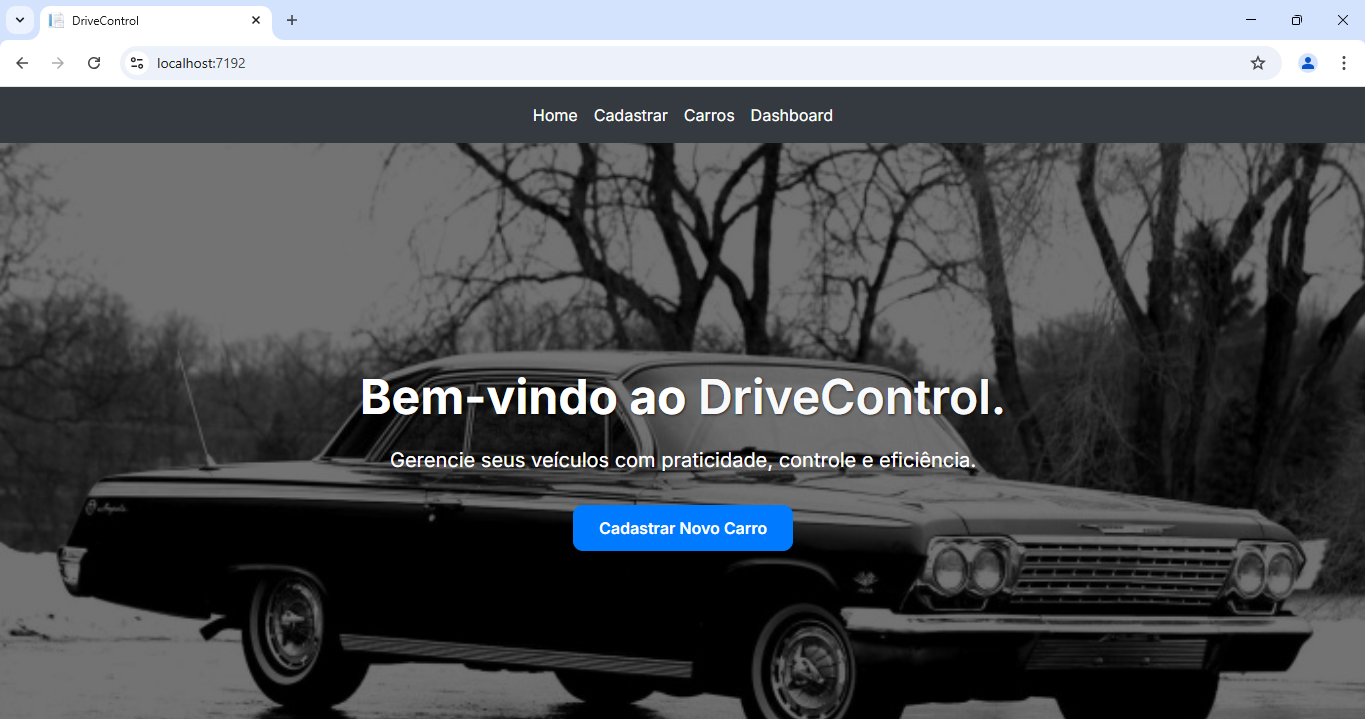 DriveControl
localhost:7192
Home Cadastrar Carros Dashboard
Bem-vindo ao DriveControl.
Gerencie seus veículos com praticidade, controle e eficiência.
Cadastrar Novo Carro
Impala